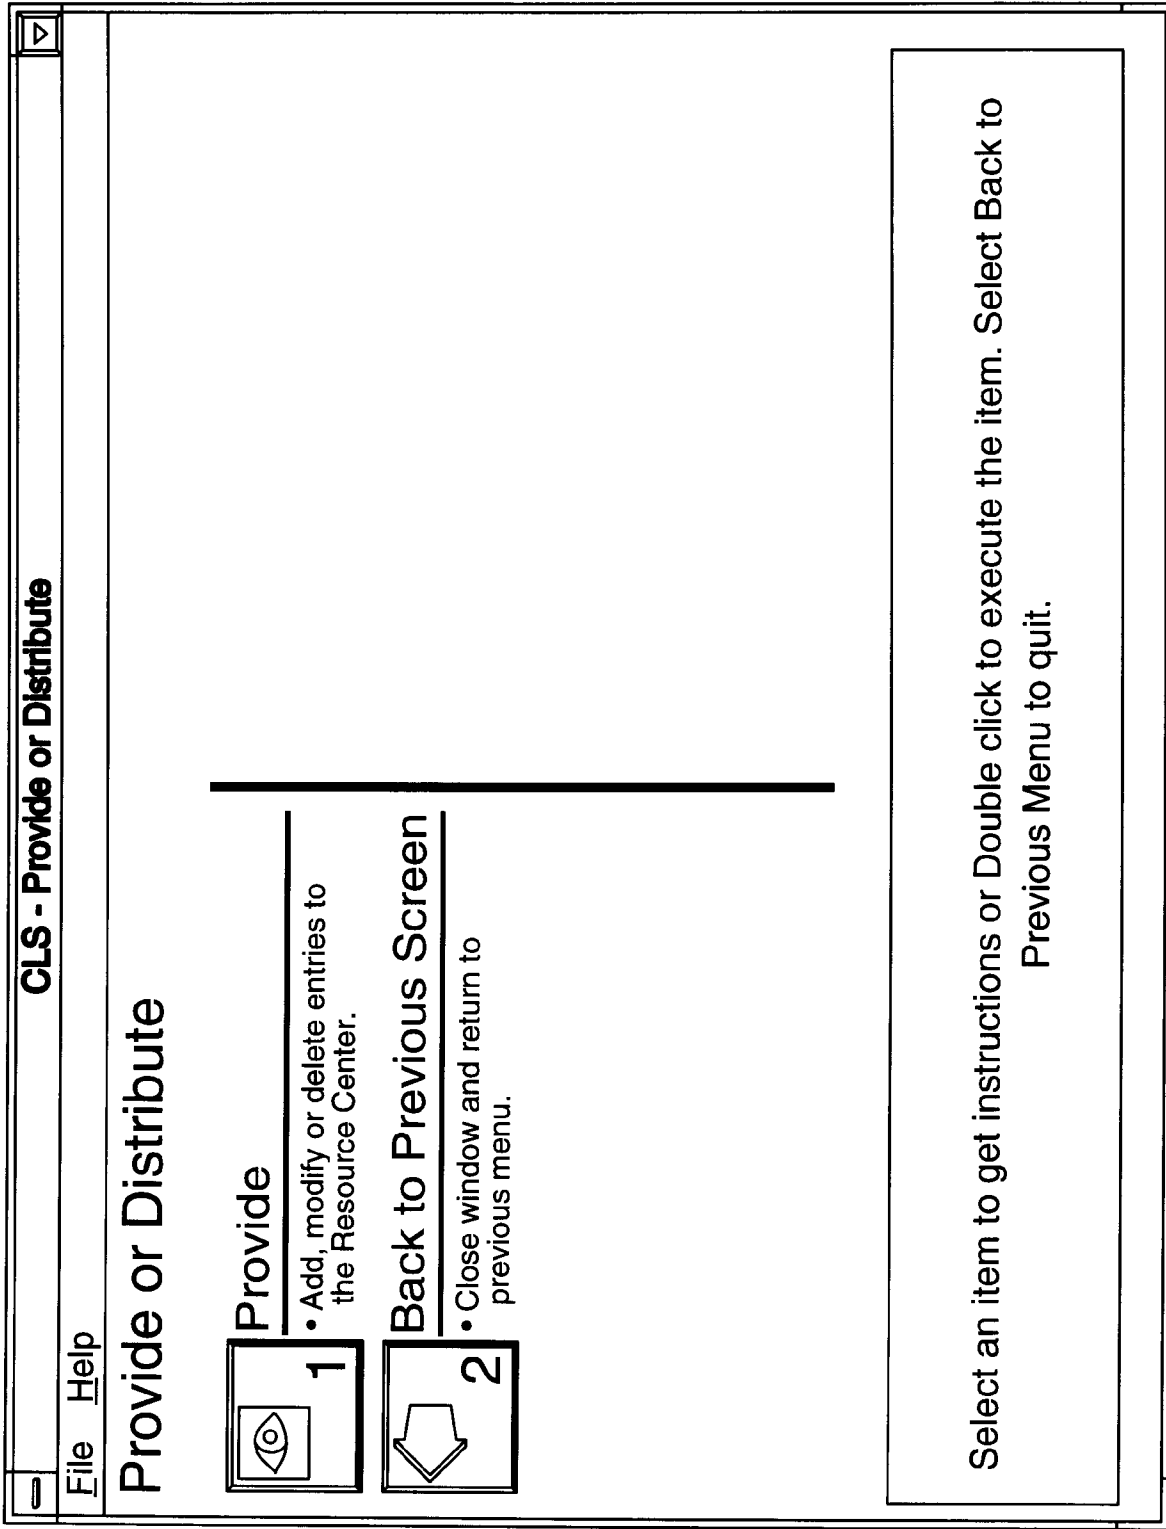 CLS - Provide or Distribute
File Help
Provide or Distribute
1
Provide
• Add, modify or delete entries to
the Resource Center.
2
Back to Previous Screen
• Close window and return to
previous menu.
Select an item to get instructions or Double click to execute the item. Select Back to
Previous Menu to quit.